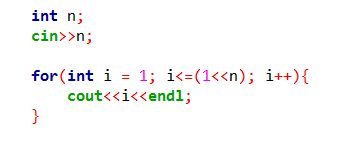 int n;
cin>>n;
for(int i = 1; i<=(1<<n); i++){
cout<<i<<endl;
}